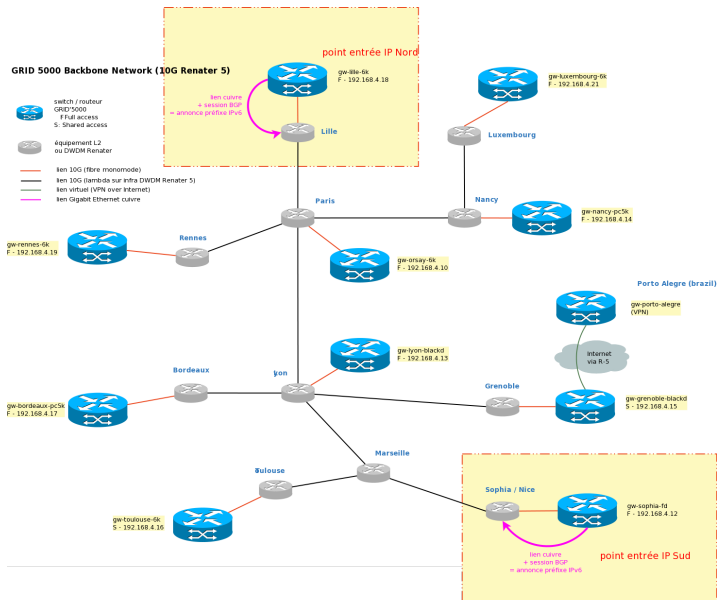 point entrée IP Nord
GRID 5000 Backbone Network (10G Renater 5)
gw-lille-6k
F - 192.168.4.18
gw-luxembourg-6k
F - 192.168.4.21
lien cuivre
+ session BGP
= annonce préfixe IPv6
switch / routeur
GRID'5000
F Full access
S: Shared access
Lille
Luxembourg
équipement L2
ou DWDM Renater
lien 10G (fibre monomode)
lien 10G (lambda sur infra DWDM Renater 5)
lien virtuel (VPN over Internet)
lien Gigabit Ethernet cuivre
Paris
Nancy
gw-nancy-pc5k
F - 192.168.4.14
Rennes
gw-rennes-6k
F - 192.168.4.19
gw-orsay-6k
F - 192.168.4.10
Porto Alegre (brazil)
gw-porto-alegre
(VPN)
gw-lyon-blackd
F - 192.168.4.13
Internet
via R-5
Bordeaux
Lyon
Grenoble
gw-bordeaux-pc5k
F - 192.168.4.17
gw-grenoble-blackd
S - 192.168.4.15
Marseille
Toulouse
Sophia / Nice
gw-toulouse-6k
S - 192.168.4.16
gw-sophia-fd
F - 192.168.4.12
lien cuivre
+ session BGP
= annonce préfixe IPv6
point entrée IP Sud